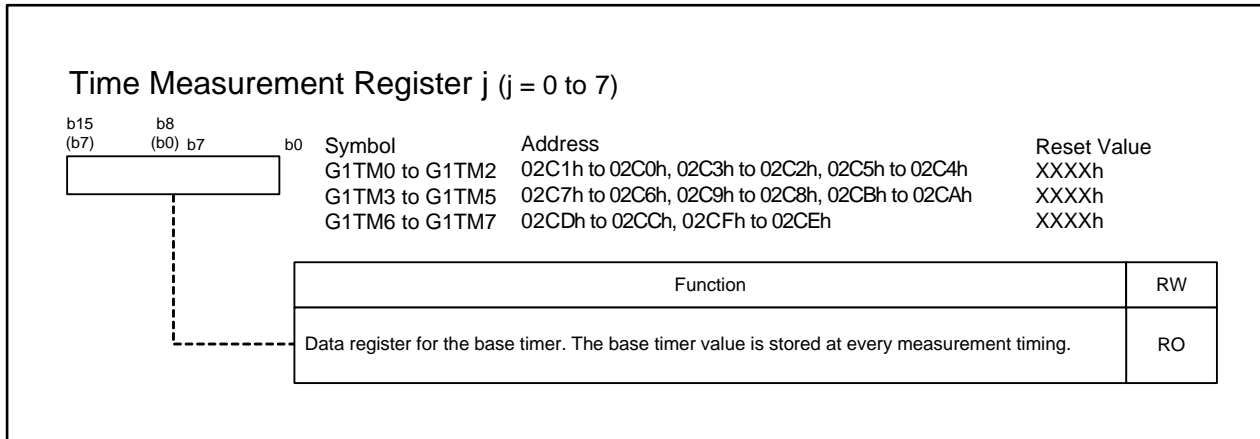 Time Measurement Register j (j = 0 to 7)
b15 b8
(b7) (b0) b7 b0 Symbol Address Reset Value
G1TM0 to G1TM2 02C1h to 02C0h, 02C3h to 02C2h, 02C5h to 02C4h XXXXh
G1TM3 to G1TM5 02C7h to 02C6h, 02C9h to 02C8h, 02CBh to 02CAh XXXXh
G1TM6 to G1TM7 02CDh to 02CCh, 02CFh to 02CEh XXXXh
Function RW
Data register for the base timer. The base timer value is stored at every measurement timing. RO